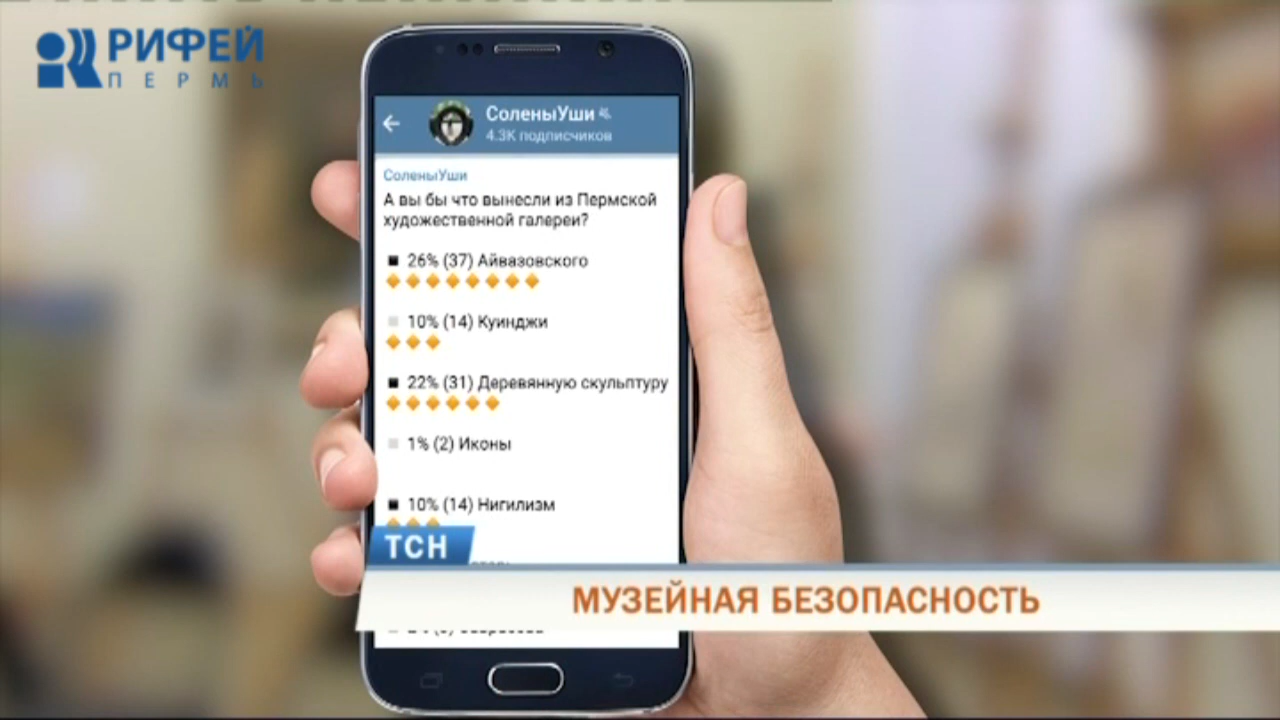 РИФЕЙ
ПЕРМЬ
СоленыУши
4.3K подписчиков
СоленыУши
А вы бы что вынесли из Пермской
художественной галереи?
26% (37) Айвазовского
10% (14) Куинджи
22% (31) Деревянную скульптуру
1% (2) Иконы
10% (14) Нигилизм
ТСН
МУЗЕЙНАЯ БЕЗОПАСНОСТЬ